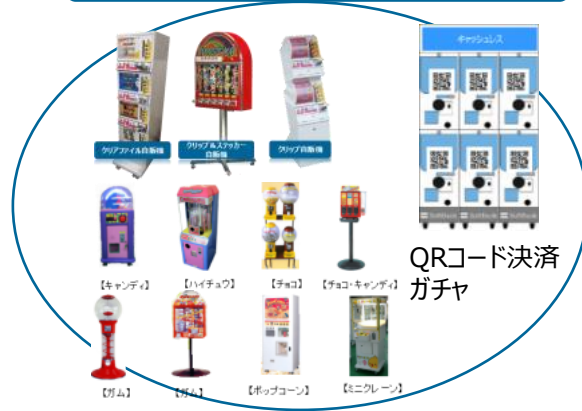 キャッシュレス
クリアファイル自販機
クリップ&ステッカー
自販機
クリップ自販機
SoftBank SoftBank SoftBank
QRコード決済
ガチャ
【キャンディ】
【ハイチュウ】
【チョコ】
【チョコ・キャンディ】
【ガム】
【ガム】
【ポップコーン】
【ミニクレーン】